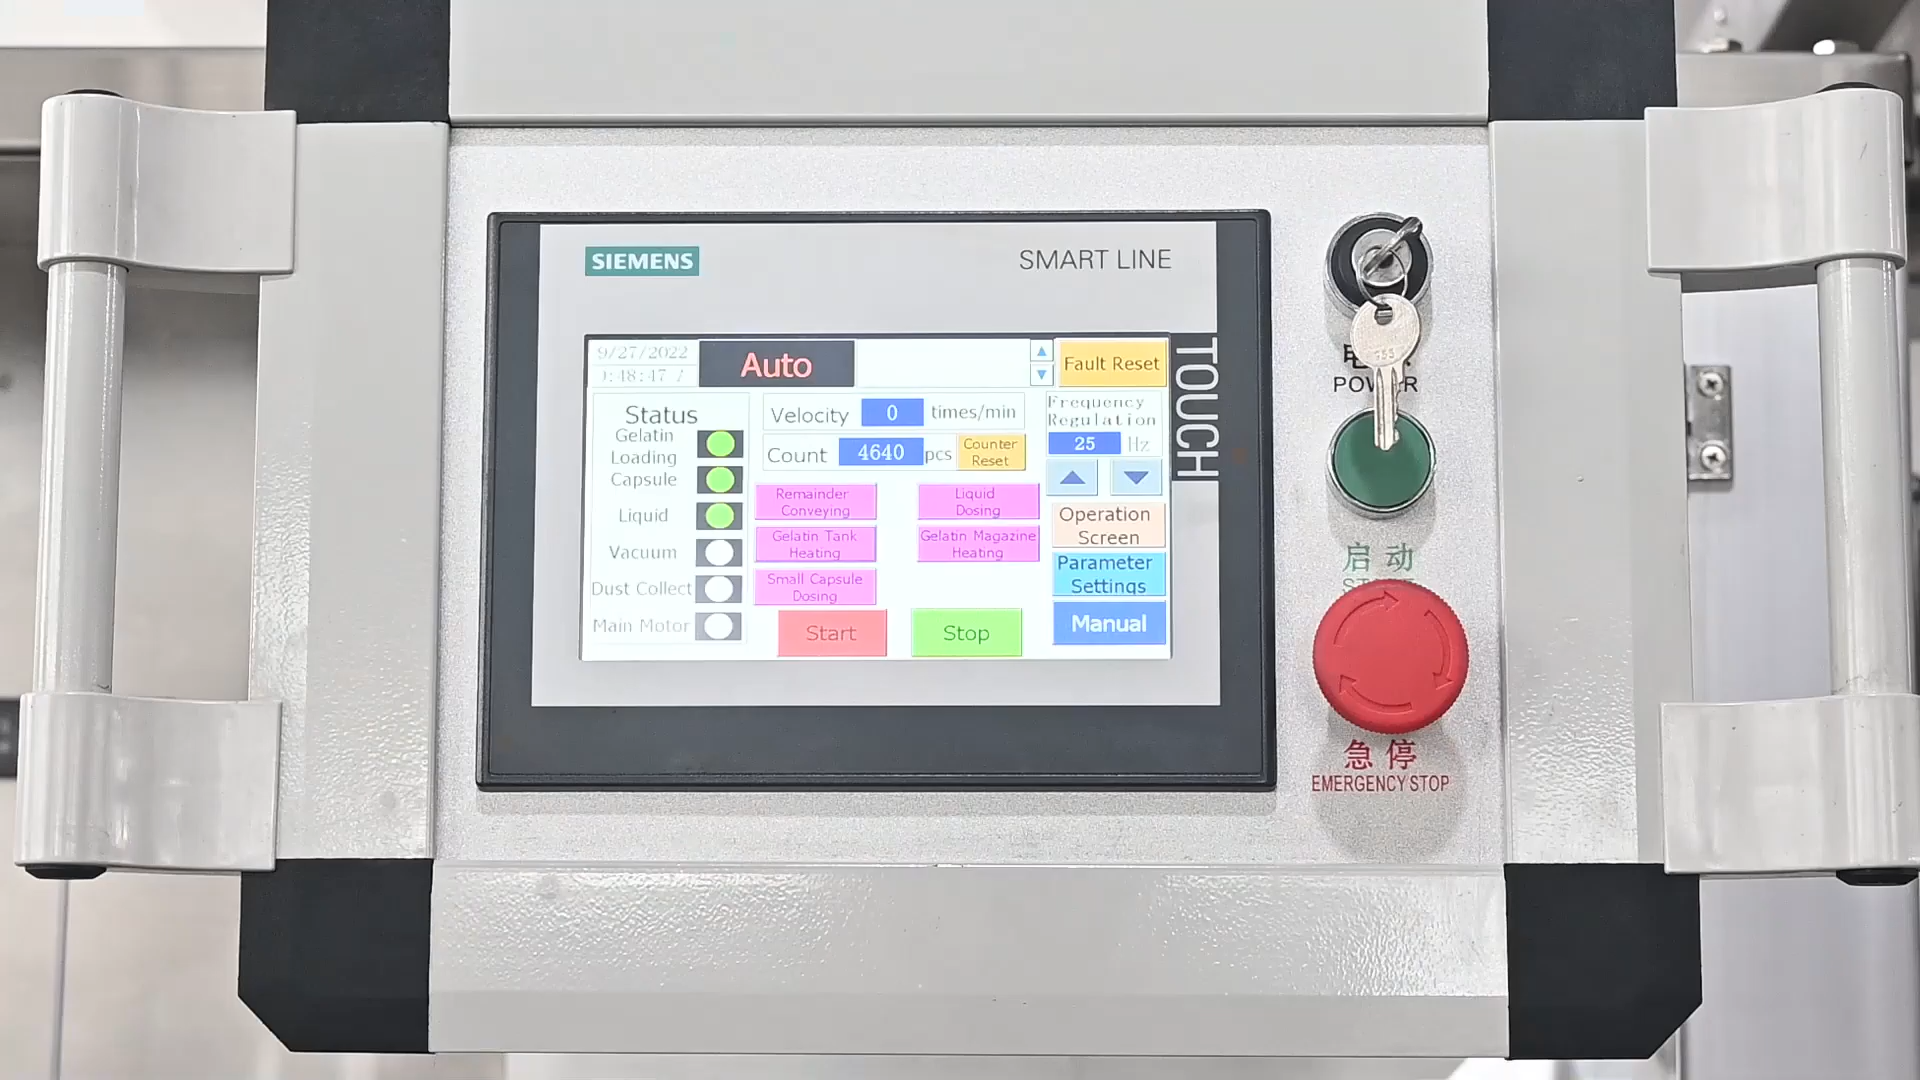 SIEMENS
SMART LINE
TOUCH
9/27/2022
Auto
Fault Reset
:48:47
Status
Gelatin
Loading
Capsule
Liquid
Vacuum
Dust Collect
Main Motor
Velocity 0 times/min
Count 4640 pcs
Counter
Reset
Frequency
Regulation
25 Hz
Remainder
Conveying
Liquid
Dosing
Gelatin Tank
Heating
Gelatin Magazine
Heating
Small Capsule
Dosing
Operation
Screen
Parameter
Settings
Manual
Start
Stop
POWER
启动
急停
EMERGENCY STOP